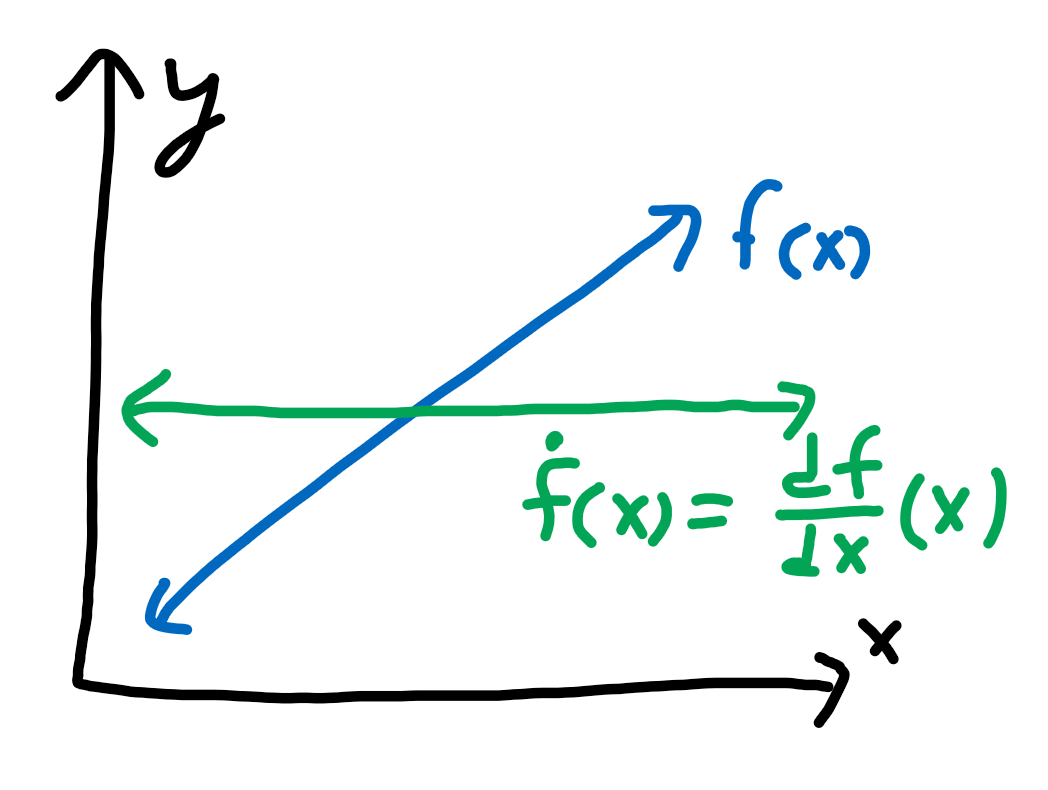 y
f(x)
ḟ(x) = df/dx (x)
x